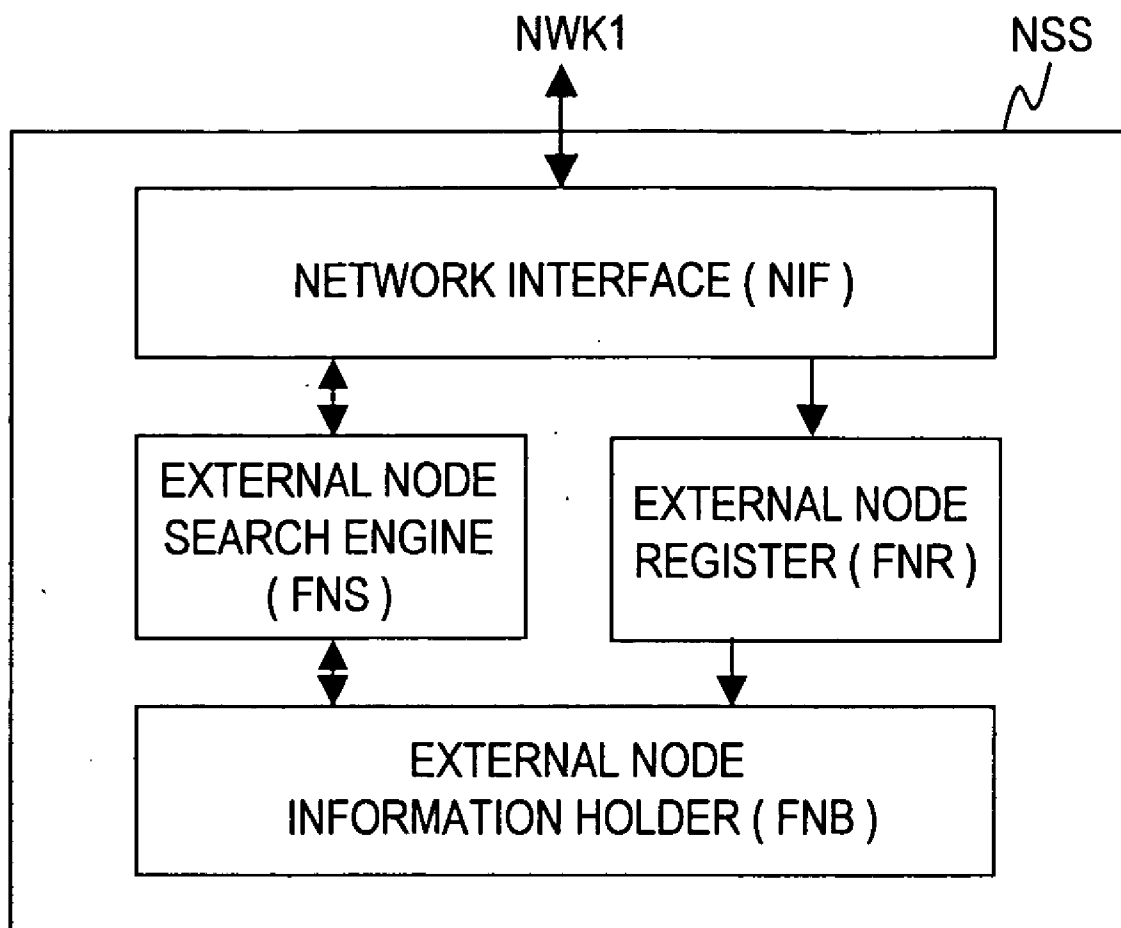 NWK1
NSS
NETWORK INTERFACE ( NIF )
EXTERNAL NODE
SEARCH ENGINE
( FNS )
EXTERNAL NODE
REGISTER ( FNR )
EXTERNAL NODE
INFORMATION HOLDER ( FNB )